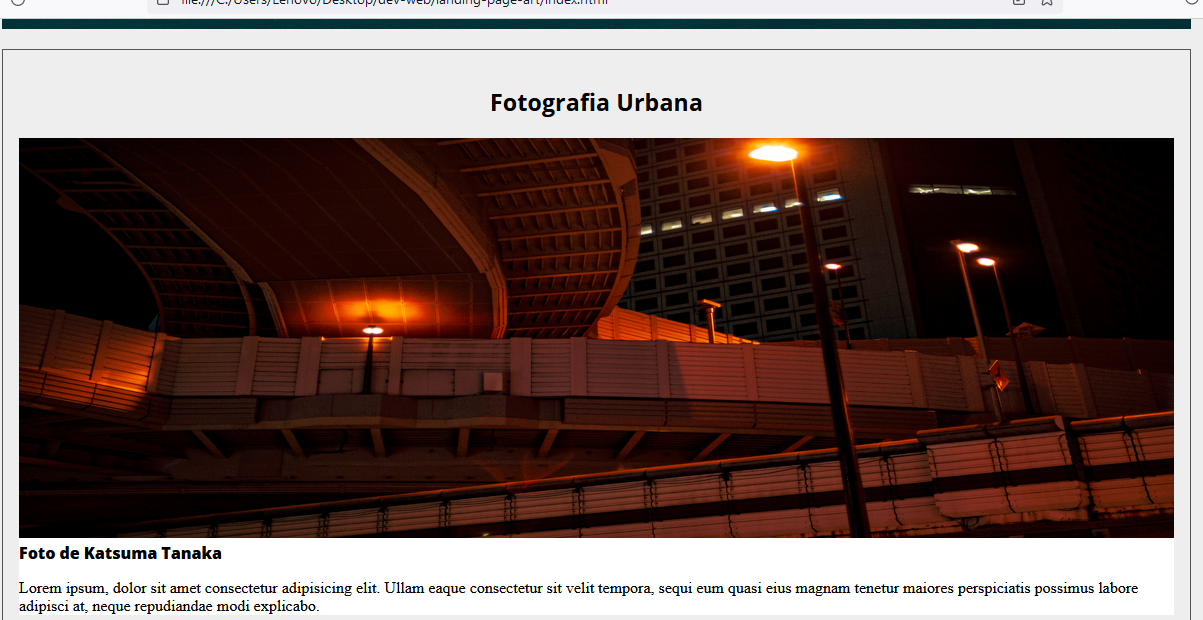 file:///C:/Users/Lenovo/Desktop/dev-web/landing-page-art/index.html
Fotografia Urbana
Foto de Katsuma Tanaka
Lorem ipsum, dolor sit amet consectetur adipisicing elit. Ullam eaque consectetur sit velit tempora, sequi eum quasi eius magnam tenetur maiores perspiciatis possimus labore
adipisci at, neque repudiandae modi explicabo.